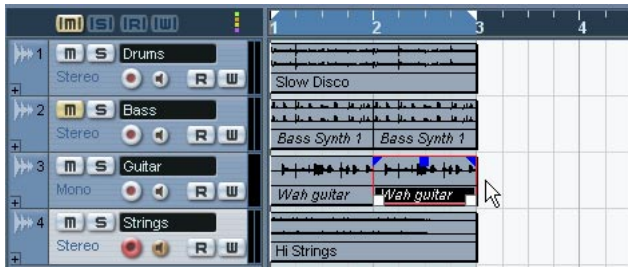 m S R W 1 2 3 4
1 m S Drums
Stereo R W
Slow Disco
2 m S Bass
Stereo R W
Bass Synth 1 Bass Synth 1
3 m S Guitar
Mono R W
Wah guitar Wah guitar
4 m S Strings
Stereo R W
Hi Strings